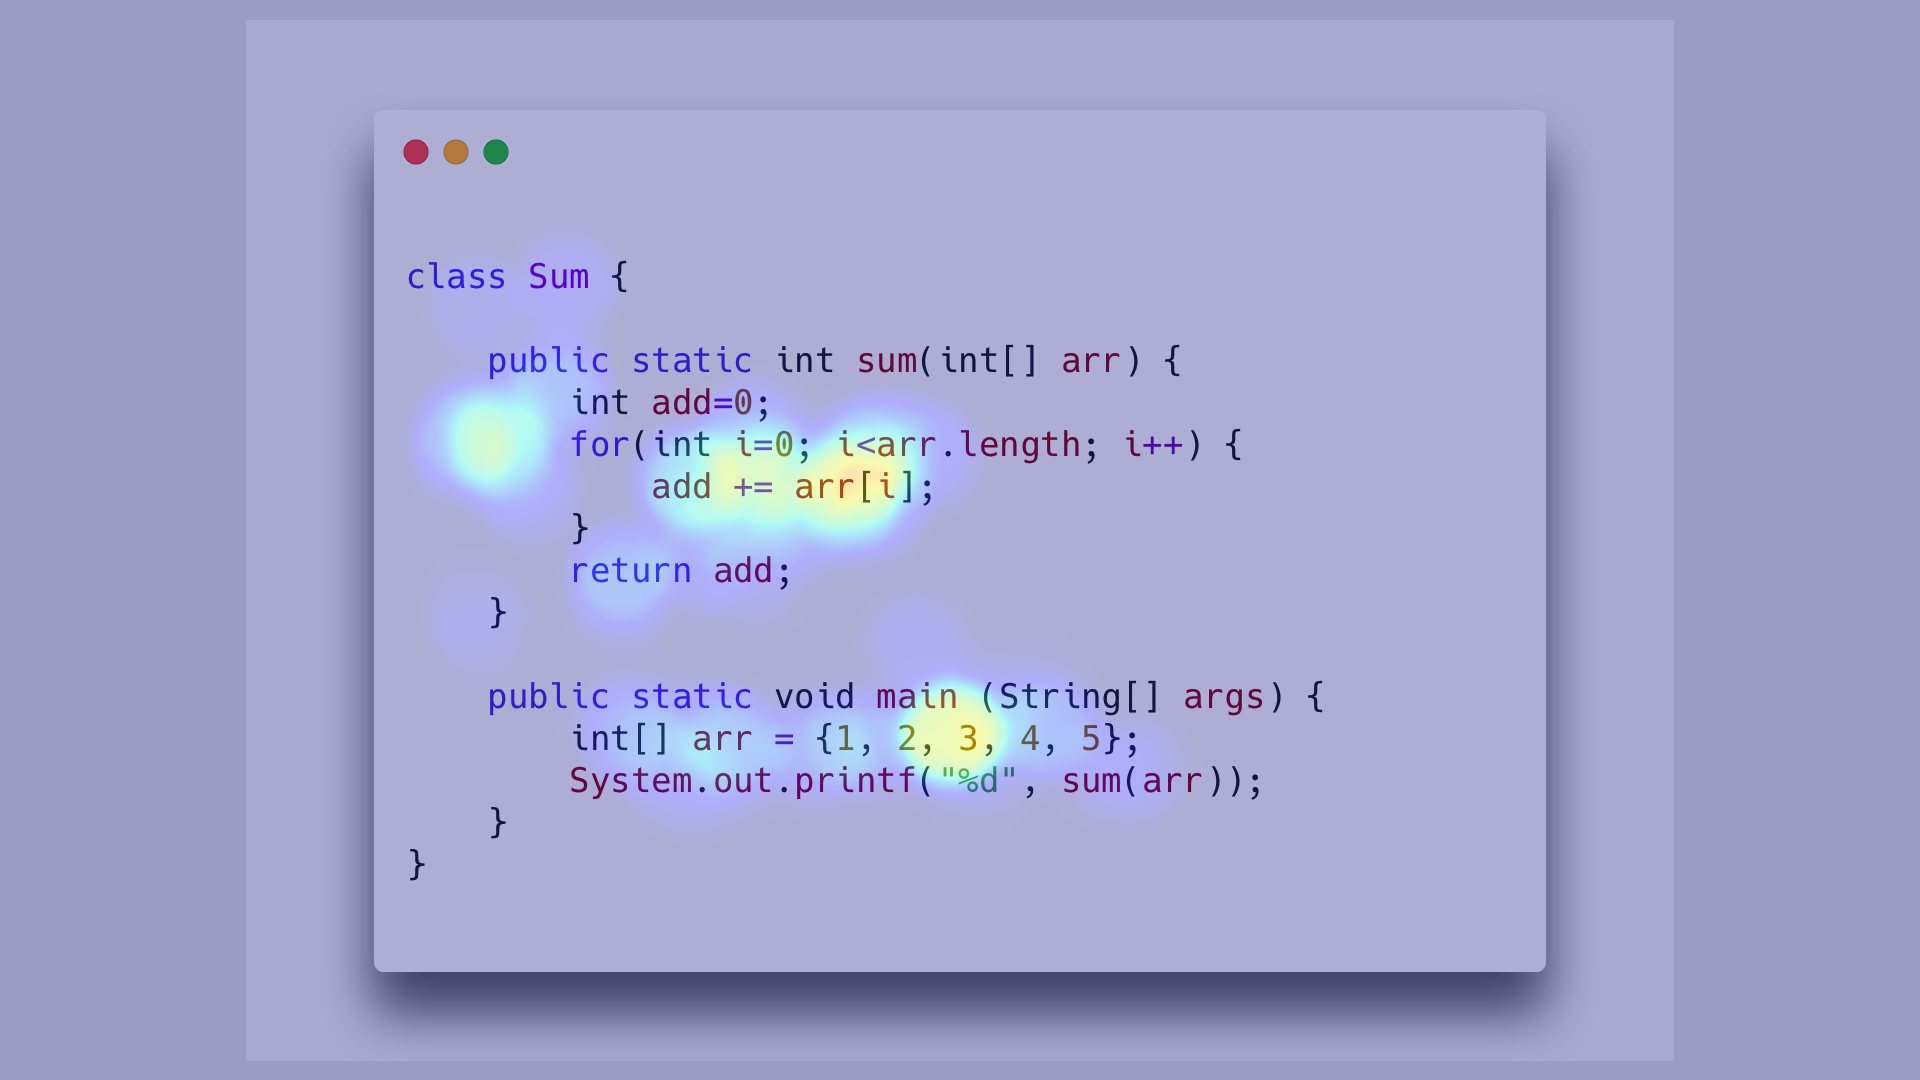 class Sum {
    public static int sum(int[] arr) {
        int add=0;
        for(int i=0; i<arr.length; i++) {
            add += arr[i];
        }
        return add;
    }
    public static void main (String[] args) {
        int[] arr = {1, 2, 3, 4, 5};
        System.out.printf("%d", sum(arr));
    }
}